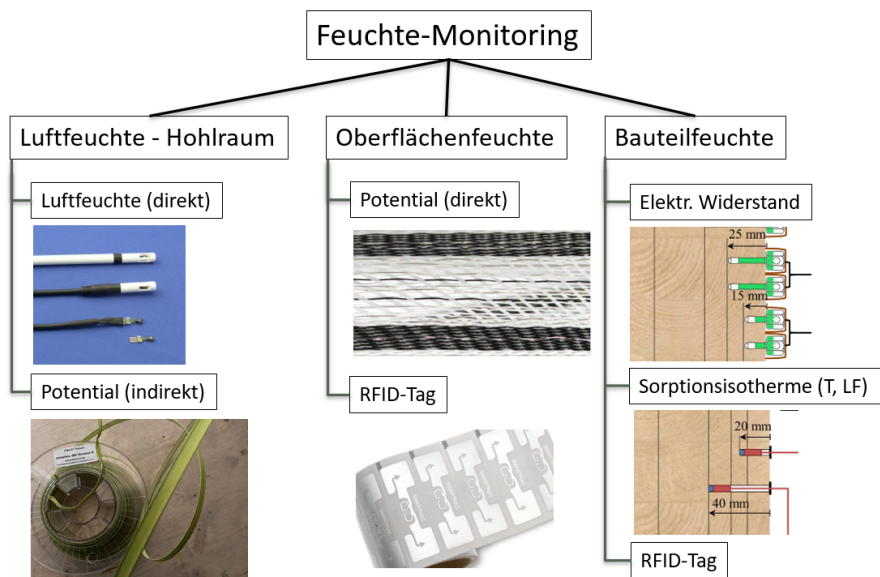 Feuchte-Monitoring
Luftfeuchte - Hohlraum
Luftfeuchte (direkt)
Potential (indirekt)
Oberflächenfeuchte
Potential (direkt)
RFID-Tag
Bauteilfeuchte
Elektr. Widerstand
25 mm
15 mm
Sorptionsisotherme (T, LF)
20 mm
40 mm
RFID-Tag